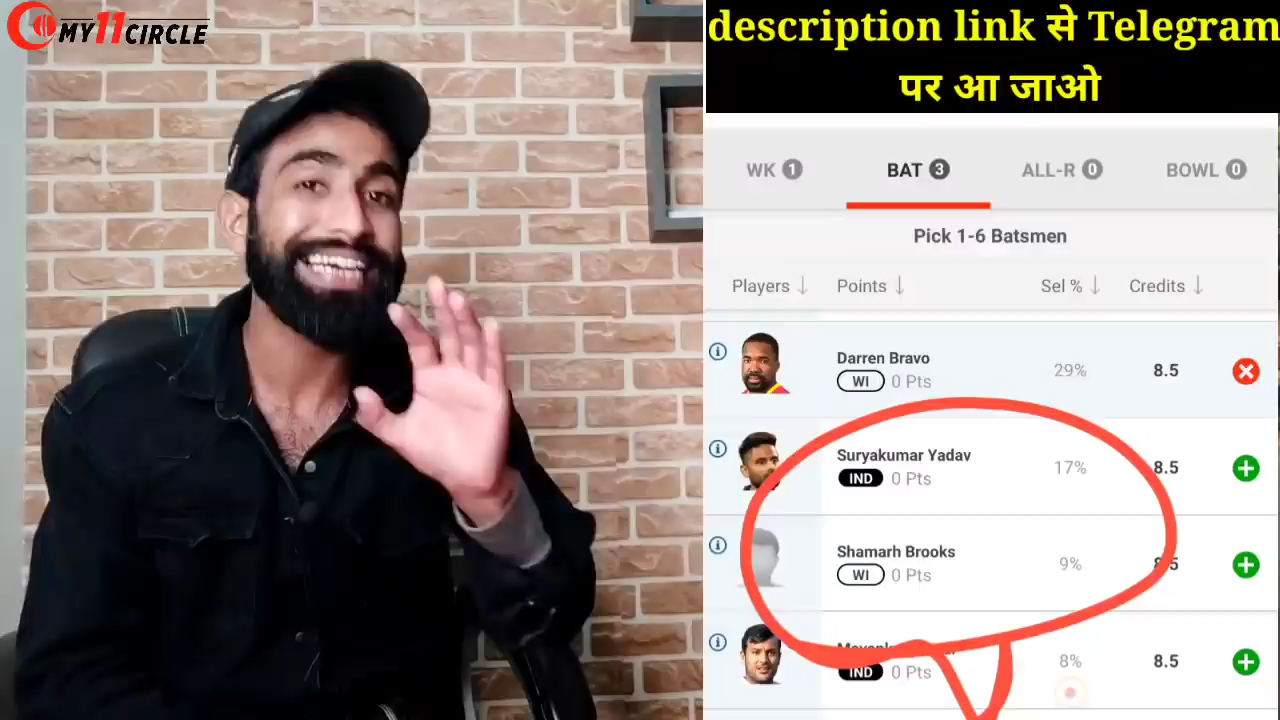 MY11CIRCLE
description link से Telegram
पर आ जाओ
WK 1 BAT 3 ALL-R 0 BOWL 0
Pick 1-6 Batsmen
Players ↓ Points ↓ Sel % ↓ Credits ↓
Darren Bravo
WI 0 Pts 29% 8.5
Suryakumar Yadav
IND 0 Pts 17% 8.5
Shamarh Brooks
WI 0 Pts 9% 8.5
IND 0 Pts 8% 8.5